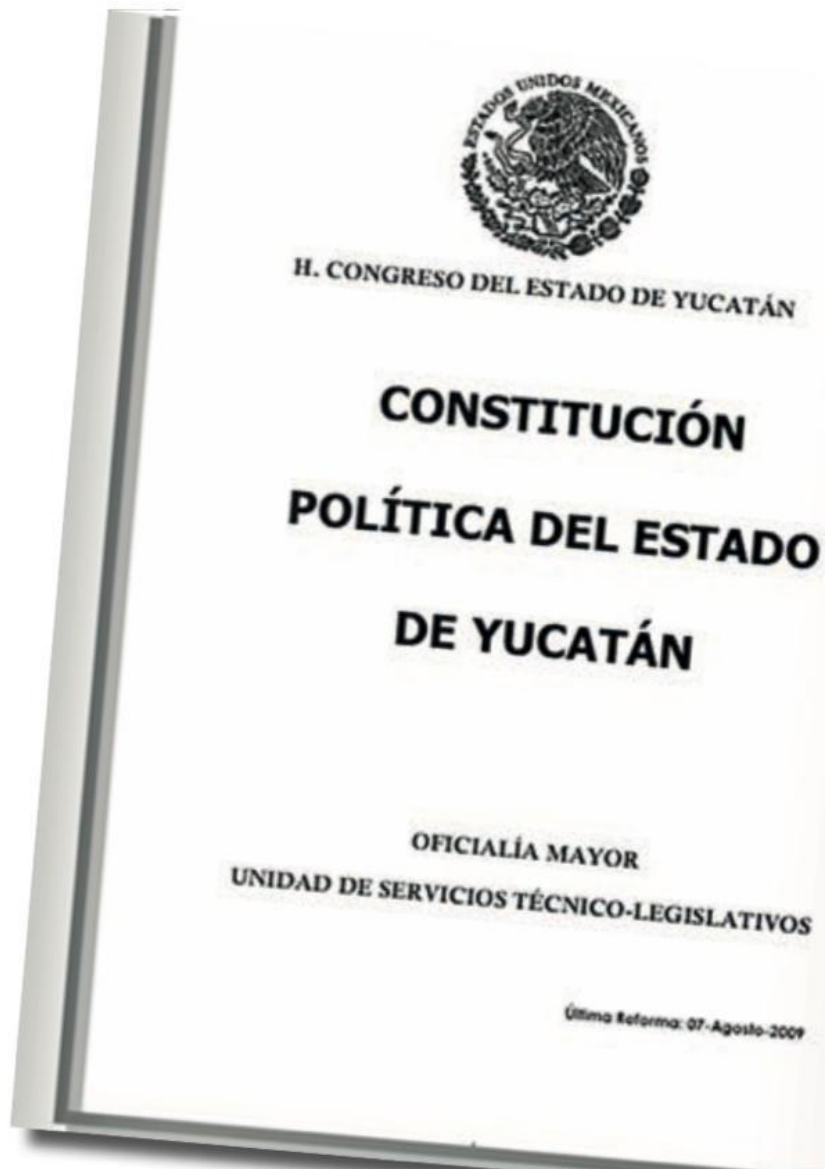 ESTADOS UNIDOS MEXICANOS
H. CONGRESO DEL ESTADO DE YUCATÁN
CONSTITUCIÓN
POLÍTICA DEL ESTADO
DE YUCATÁN
OFICIALÍA MAYOR
UNIDAD DE SERVICIOS TÉCNICO-LEGISLATIVOS
Última Reforma: 07-Agosto-2009